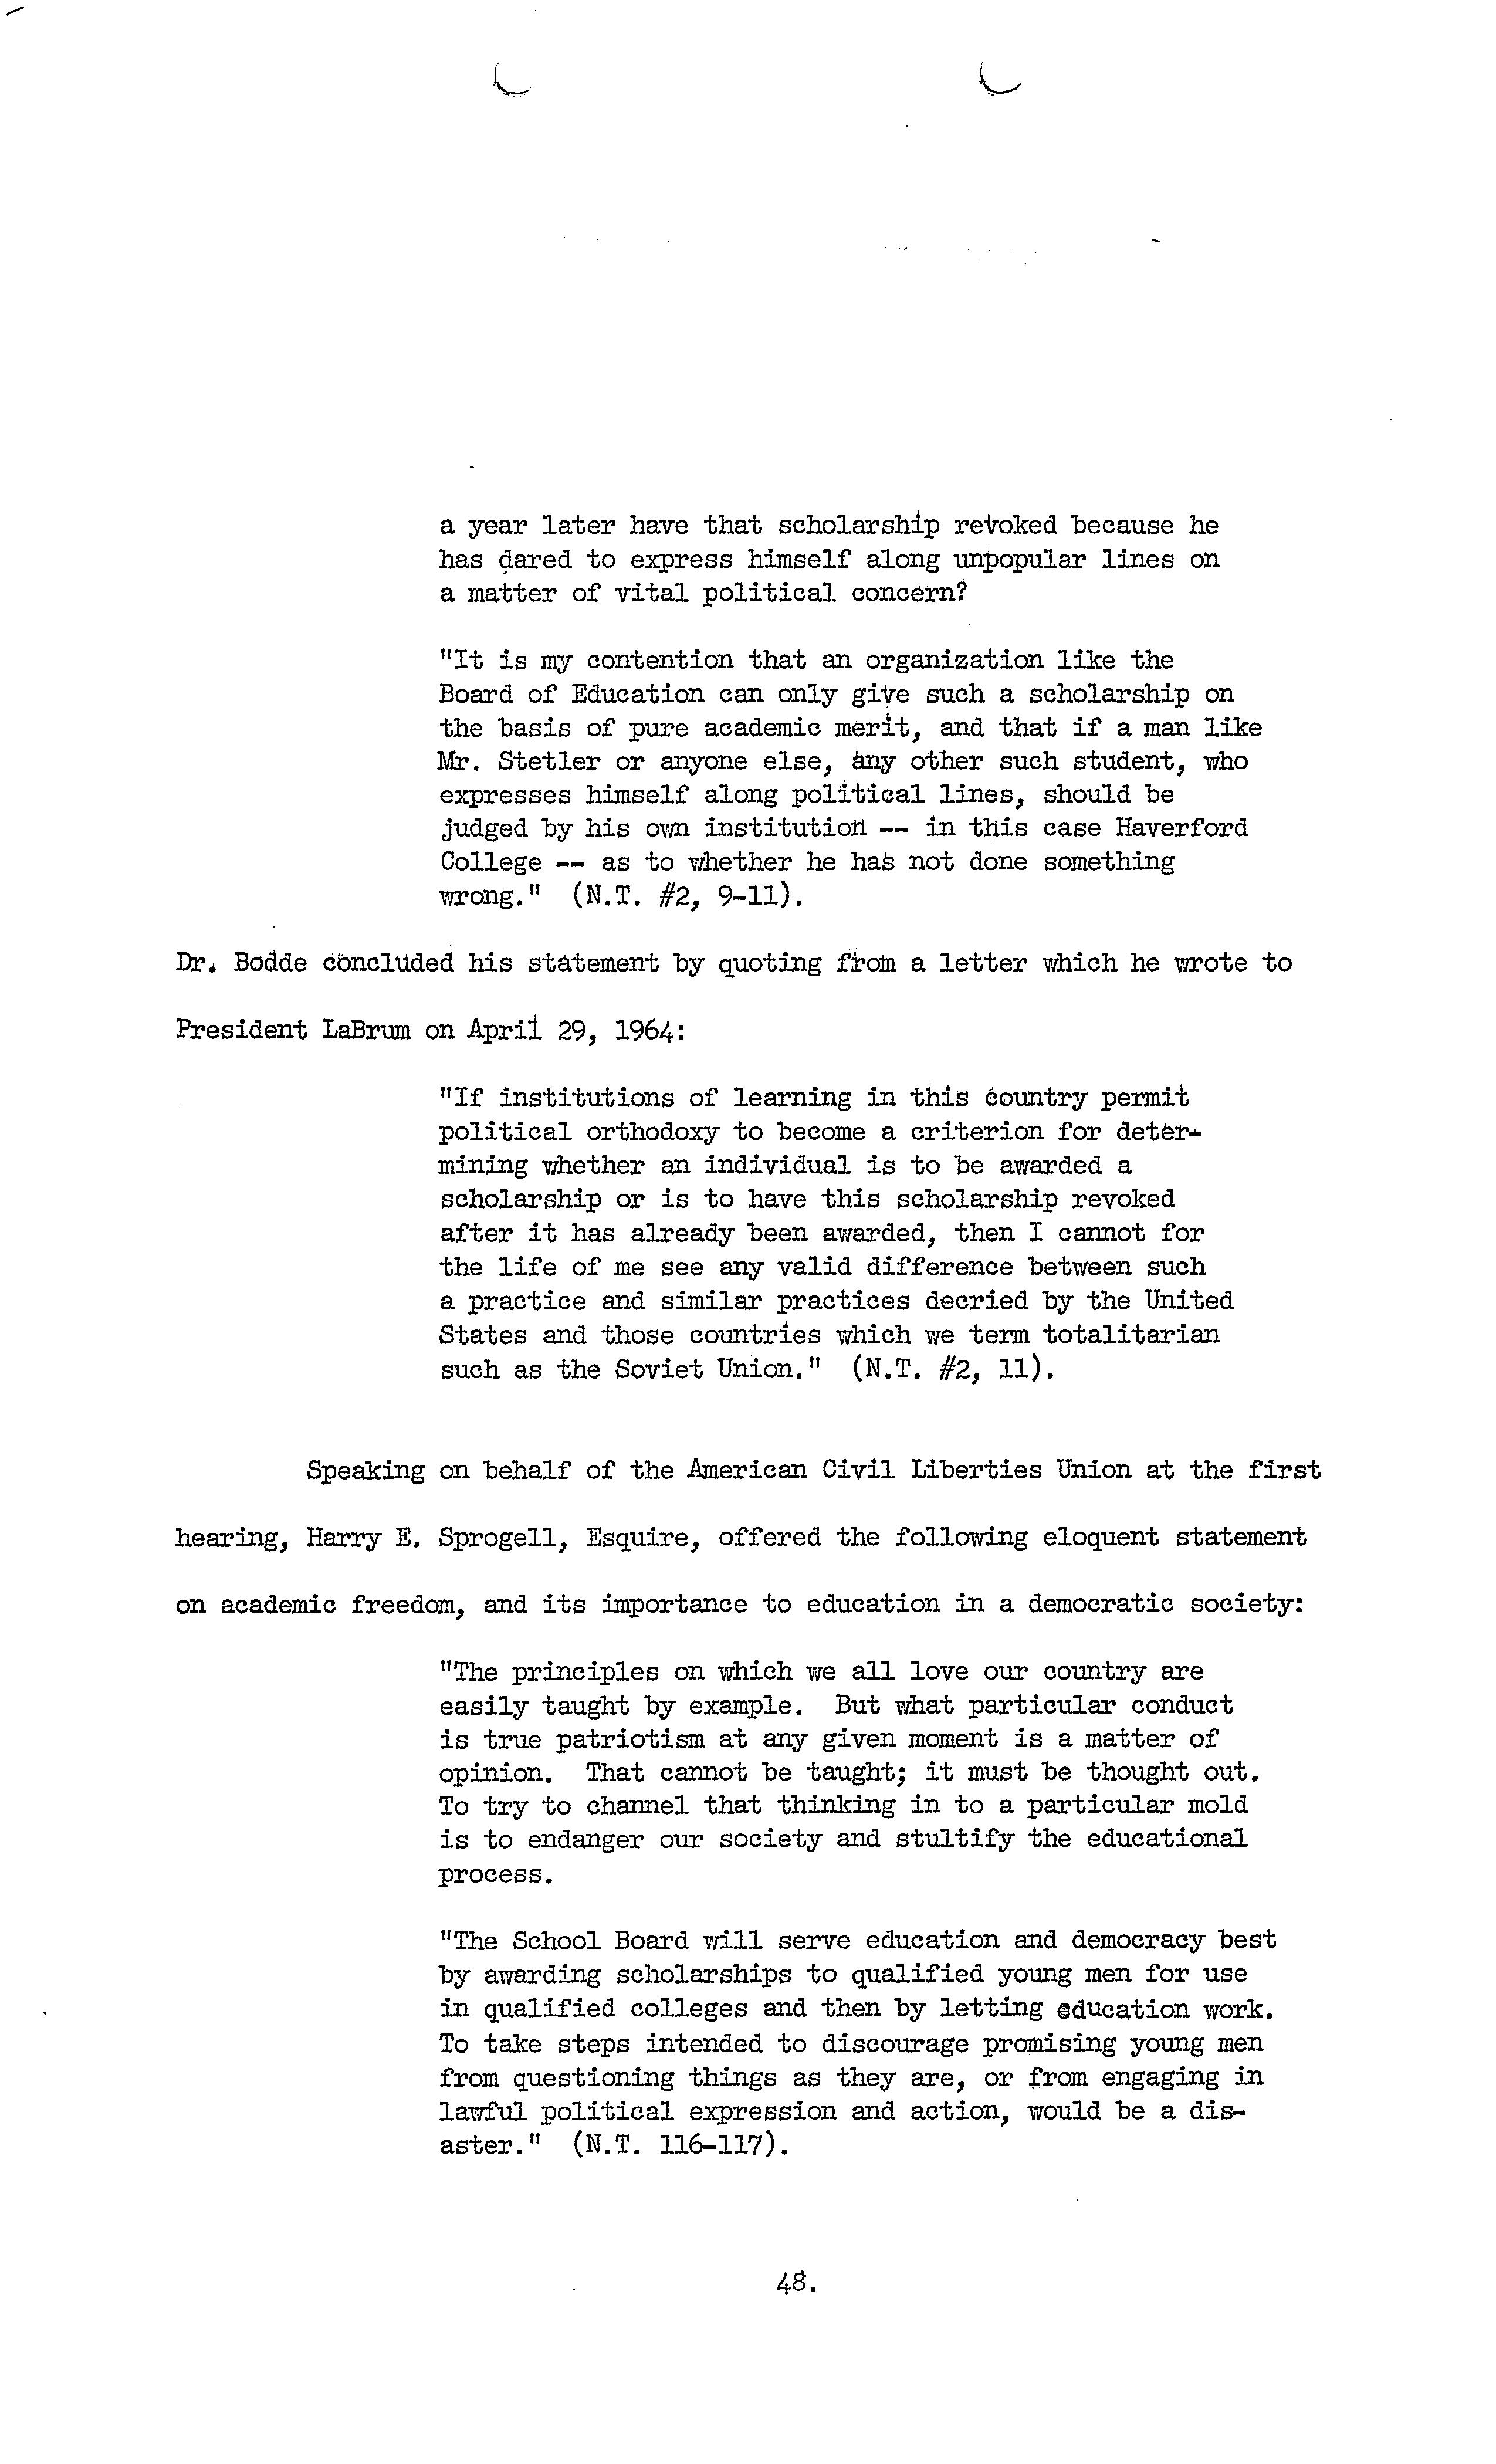 a year later have that scholarship revoked because he
has dared to express himself along unpopular lines on
a matter of vital political concern?
"It is my contention that an organization like the
Board of Education can only give such a scholarship on
the basis of pure academic merit, and that if a man like
Mr. Stetler or anyone else, any other such student, who
expresses himself along political lines, should be
judged by his own institution -- in this case Haverford
College -- as to whether he has not done something
wrong." (N.T. #2, 9-11).
Dr. Bodde concluded his statement by quoting from a letter which he wrote to
President LaBrum on April 29, 1964:
"If institutions of learning in this country permit
political orthodoxy to become a criterion for deter-
mining whether an individual is to be awarded a
scholarship or is to have this scholarship revoked
after it has already been awarded, then I cannot for
the life of me see any valid difference between such
a practice and similar practices decried by the United
States and those countries which we term totalitarian
such as the Soviet Union." (N.T. #2, 11).
Speaking on behalf of the American Civil Liberties Union at the first
hearing, Harry E. Sprogell, Esquire, offered the following eloquent statement
on academic freedom, and its importance to education in a democratic society:
"The principles on which we all love our country are
easily taught by example. But what particular conduct
is true patriotism at any given moment is a matter of
opinion. That cannot be taught; it must be thought out.
To try to channel that thinking in to a particular mold
is to endanger our society and stultify the educational
process.
"The School Board will serve education and democracy best
by awarding scholarships to qualified young men for use
in qualified colleges and then by letting education work.
To take steps intended to discourage promising young men
from questioning things as they are, or from engaging in
lawful political expression and action, would be a dis-
aster." (N.T. 116-117).
48.